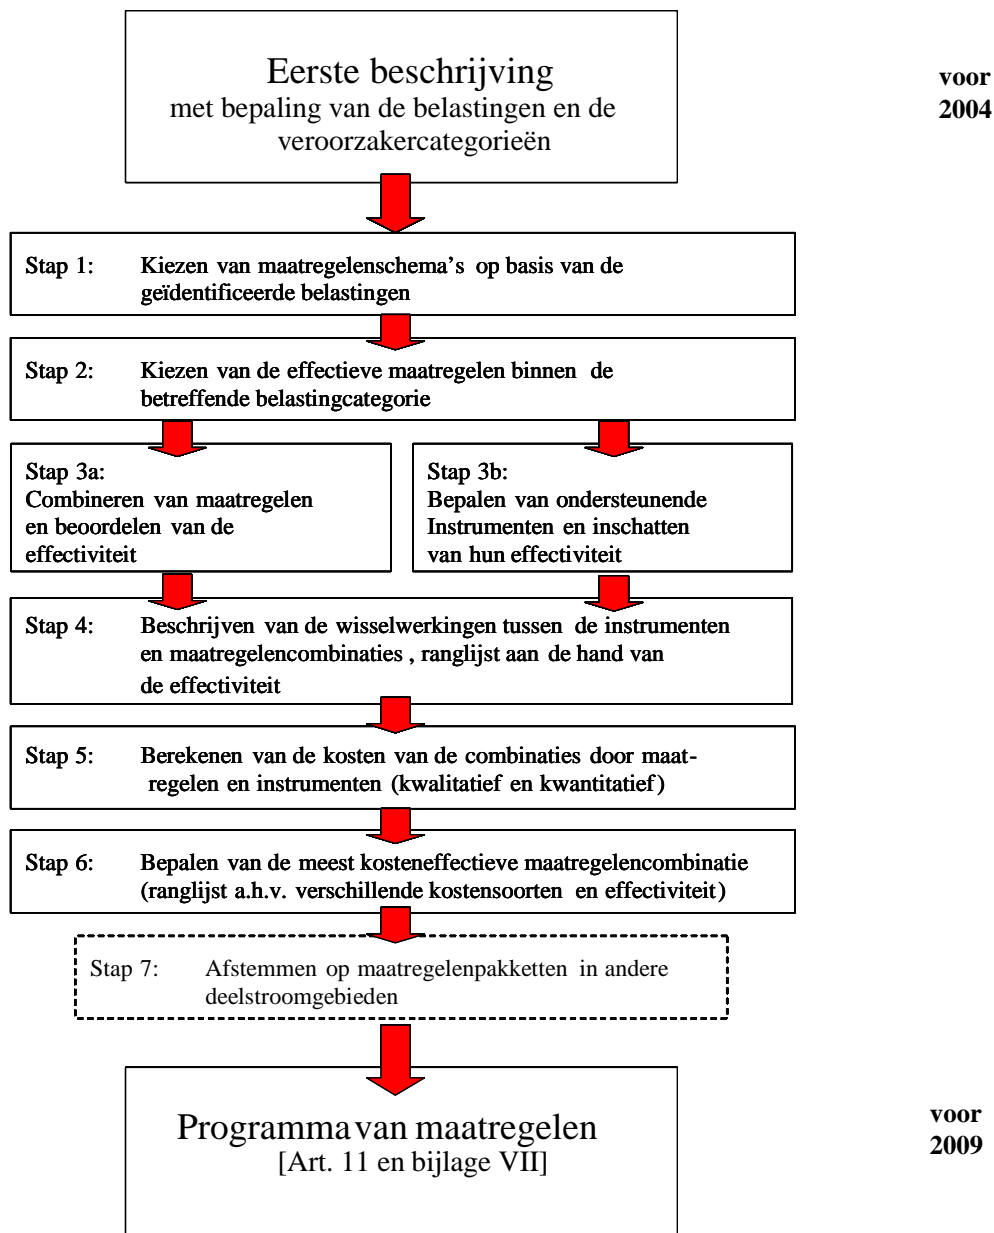 Eerste beschrijving
met bepaling van de belastingen en de
veroorzakercategorieën
voor
2004
Stap 1: Kiezen van maatregelenschema's op basis van de
geïdentificeerde belastingen
Stap 2: Kiezen van de effectieve maatregelen binnen de
betreffende belastingcategorie
Stap 3a:
Combineren van maatregelen
en beoordelen van de
effectiviteit
Stap 3b:
Bepalen van ondersteunende
Instrumenten en inschatten
van hun effectiviteit
Stap 4: Beschrijven van de wisselwerkingen tussen de instrumenten
en maatregelencombinaties , ranglijst aan de hand van
de effectiviteit
Stap 5: Berekenen van de kosten van de combinaties door maat-
regelen en instrumenten (kwalitatief en kwantitatief)
Stap 6: Bepalen van de meest kosteneffectieve maatregelencombinatie
(ranglijst a.h.v. verschillende kostensoorten en effectiviteit)
Stap 7: Afstemmen op maatregelenpakketten in andere
deelstroomgebieden
Programma van maatregelen
[Art. 11 en bijlage VII]
voor
2009